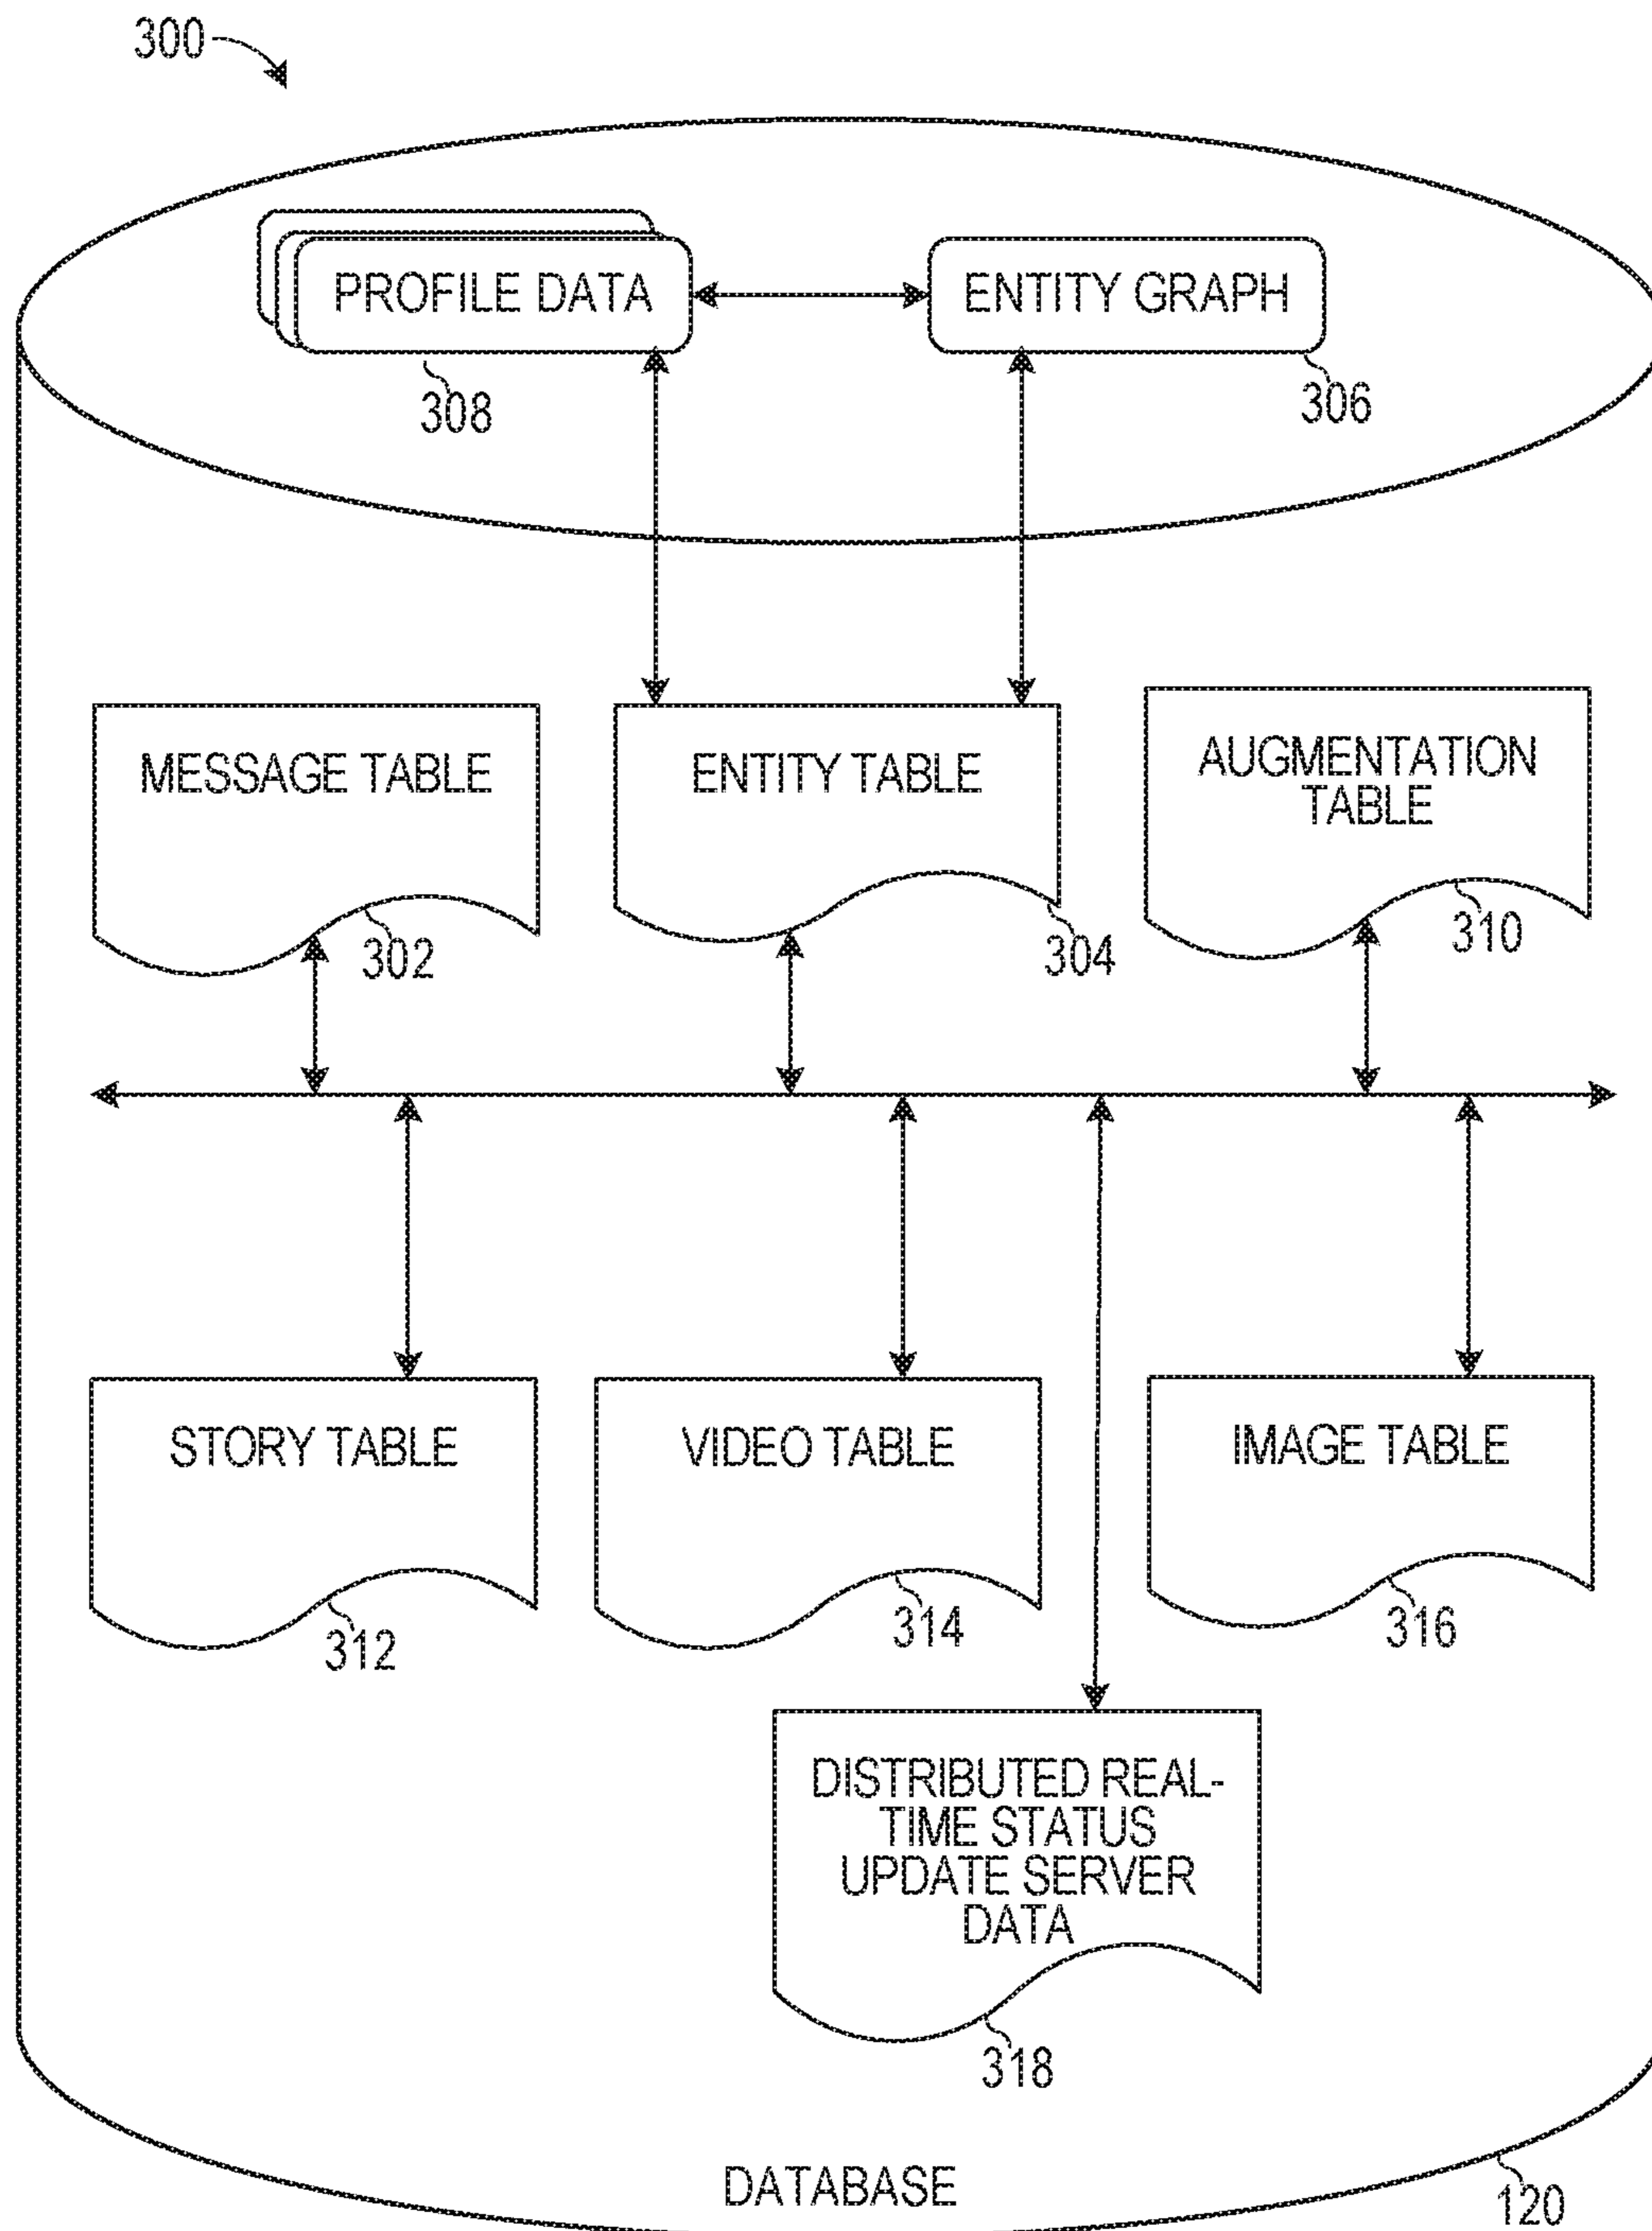 300
PROFILE DATA
ENTITY GRAPH
308
306
MESSAGE TABLE
ENTITY TABLE
AUGMENTATION
TABLE
302
304
310
STORY TABLE
VIDEO TABLE
IMAGE TABLE
312
314
316
DISTRIBUTED REAL-
TIME STATUS
UPDATE SERVER
DATA
318
DATABASE
120